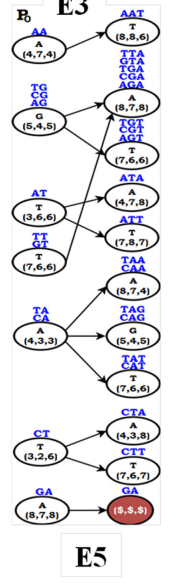 E3
P₀
AA
A
(4,7,4)
AAT
T
(8,8,6)
TG
CG
AG
G
(5,4,5)
TTA
GTA
TGA
CGA
AGA
A
(8,7,8)
TGT
CGT
AGT
T
(7,6,6)
AT
T
(3,6,6)
ATA
A
(4,7,8)
ATT
T
(7,8,7)
TT
GT
T
(7,6,6)
TA
CA
A
(4,3,3)
TAA
CAA
A
(8,7,4)
TAG
CAG
G
(5,4,5)
TAT
CAT
T
(7,6,6)
CT
T
(3,2,6)
CTA
A
(4,3,8)
CTT
T
(7,6,7)
GA
A
(8,7,8)
GA
($,$,$)
E5